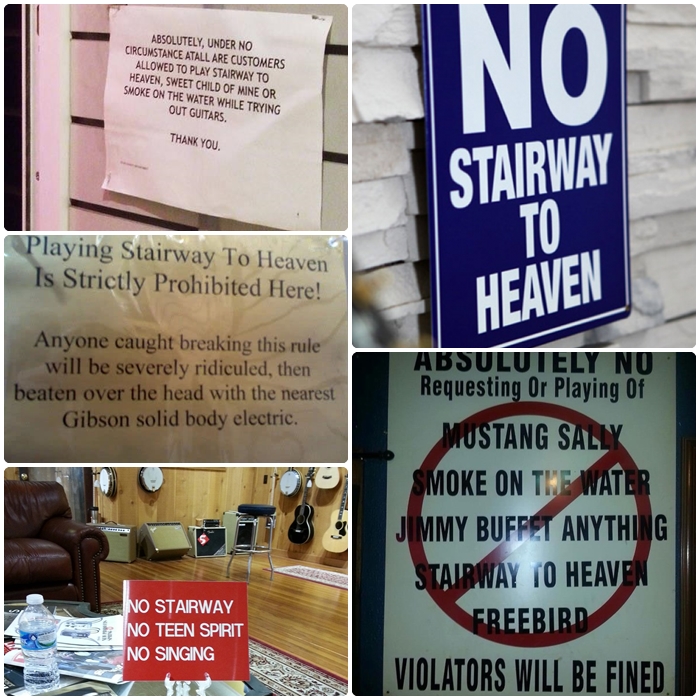 ABSOLUTELY, UNDER NO
CIRCUMSTANCE ATALL ARE CUSTOMERS
ALLOWED TO PLAY STAIRWAY TO
HEAVEN, SWEET CHILD OF MINE OR
SMOKE ON THE WATER WHILE TRYING
OUT GUITARS.
THANK YOU.
NO
STAIRWAY
TO
HEAVEN
Playing Stairway To Heaven
Is Strictly Prohibited Here!
Anyone caught breaking this rule
will be severely ridiculed, then
beaten over the head with the nearest
Gibson solid body electric.
ABSOLUTELY NO
Requesting Or Playing Of
MUSTANG SALLY
SMOKE ON THE WATER
JIMMY BUFFET ANYTHING
STAIRWAY TO HEAVEN
FREEBIRD
VIOLATORS WILL BE FINED
NO STAIRWAY
NO TEEN SPIRIT
NO SINGING